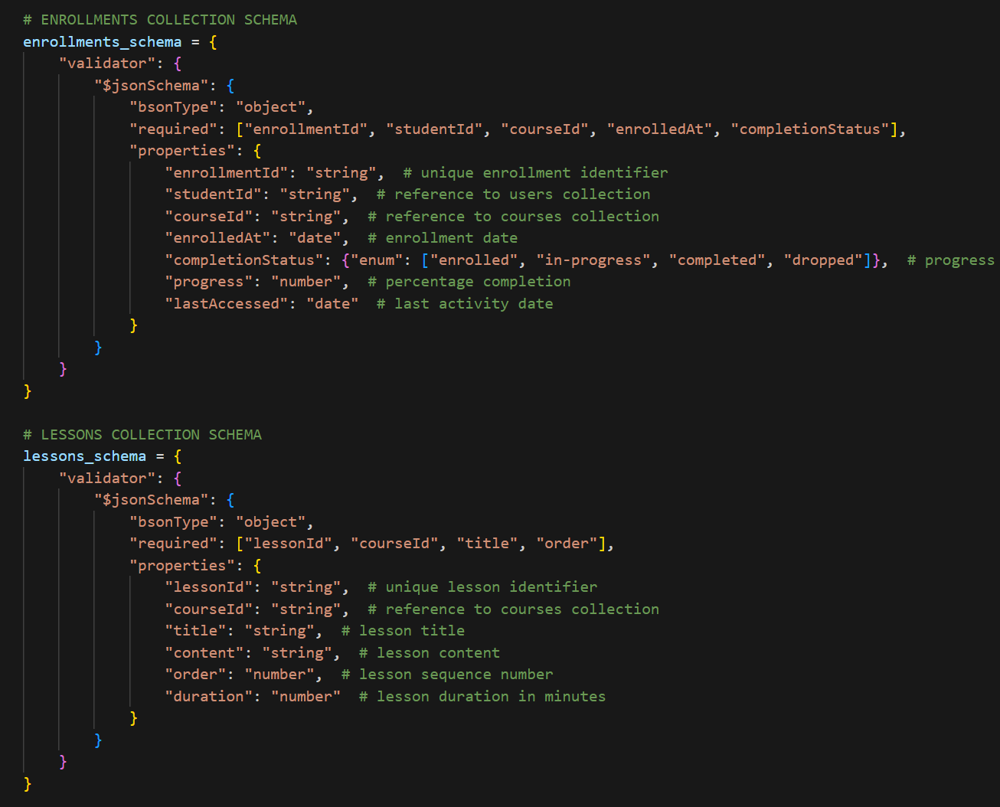 # ENROLLMENTS COLLECTION SCHEMA
enrollments_schema = {
    "validator": {
        "$jsonSchema": {
            "bsonType": "object",
            "required": ["enrollmentId", "studentId", "courseId", "enrolledAt", "completionStatus"],
            "properties": {
                "enrollmentId": "string",  # unique enrollment identifier
                "studentId": "string",  # reference to users collection
                "courseId": "string",  # reference to courses collection
                "enrolledAt": "date",  # enrollment date
                "completionStatus": {"enum": ["enrolled", "in-progress", "completed", "dropped"]},  # progress
                "progress": "number",  # percentage completion
                "lastAccessed": "date"  # last activity date
            }
        }
    }
}

# LESSONS COLLECTION SCHEMA
lessons_schema = {
    "validator": {
        "$jsonSchema": {
            "bsonType": "object",
            "required": ["lessonId", "courseId", "title", "order"],
            "properties": {
                "lessonId": "string",  # unique lesson identifier
                "courseId": "string",  # reference to courses collection
                "title": "string",  # lesson title
                "content": "string",  # lesson content
                "order": "number",  # lesson sequence number
                "duration": "number"  # lesson duration in minutes
            }
        }
    }
}